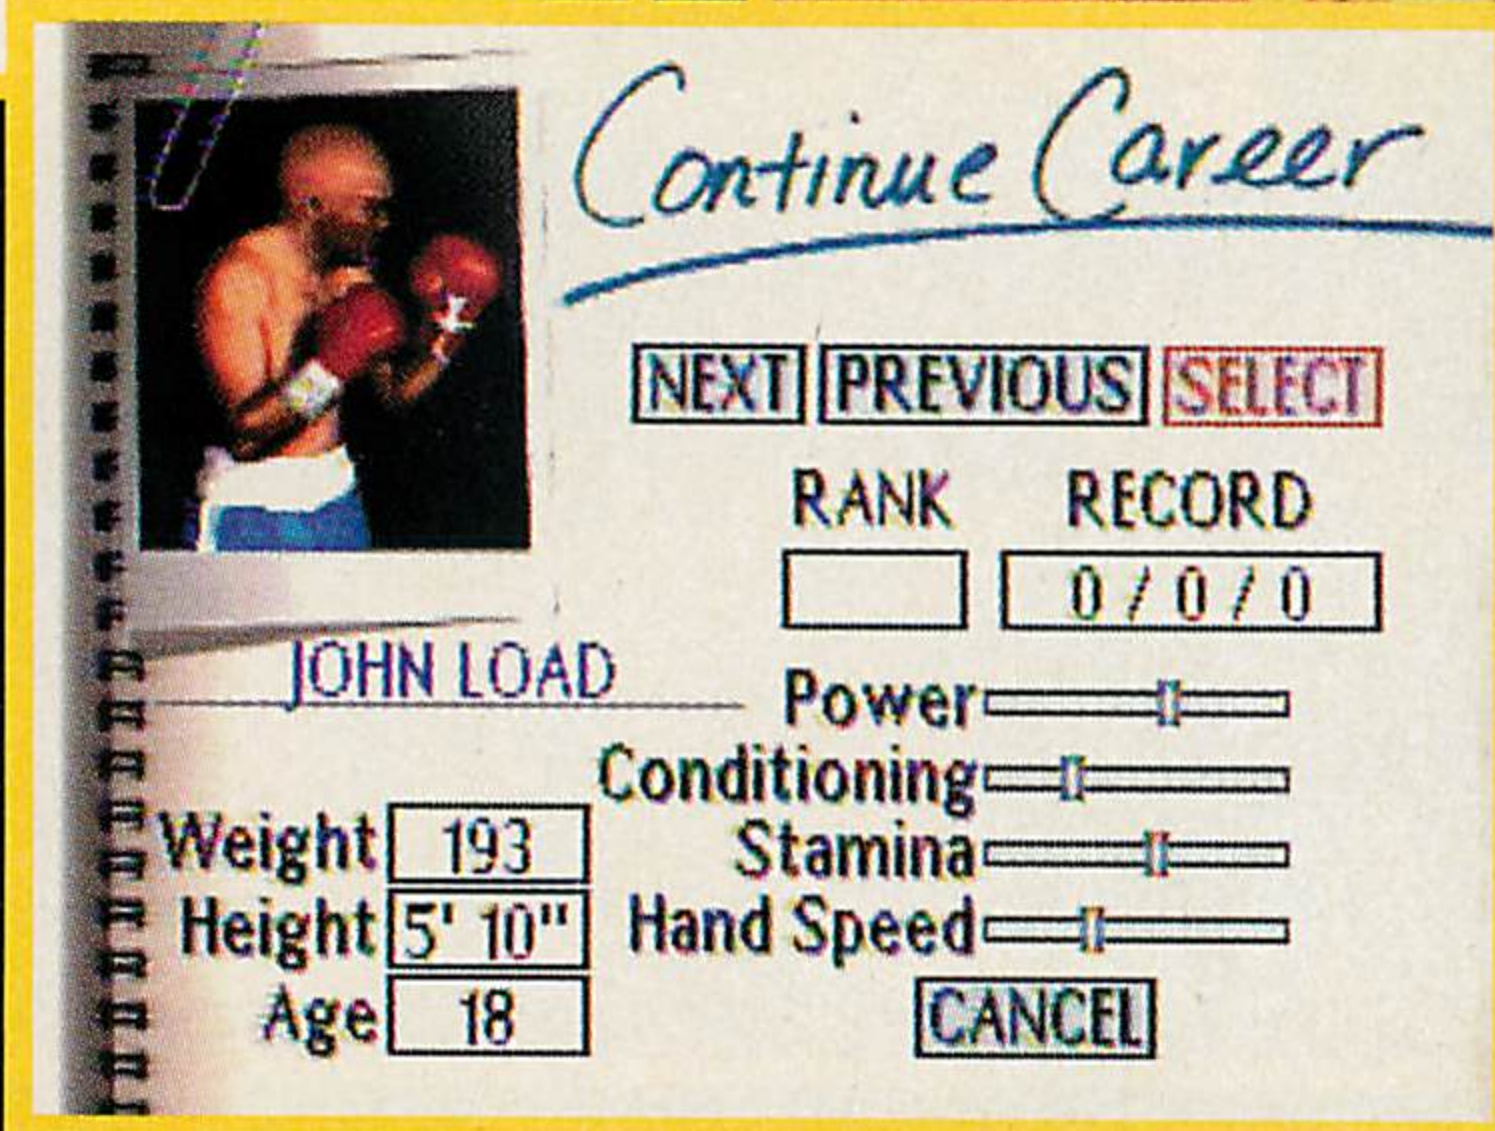 Continue Career
NEXT PREVIOUS SELECT
RANK RECORD
0 / 0 / 0
JOHN LOAD
Power
Conditioning
Weight 193
Stamina
Height 5' 10"
Hand Speed
Age 18
CANCEL